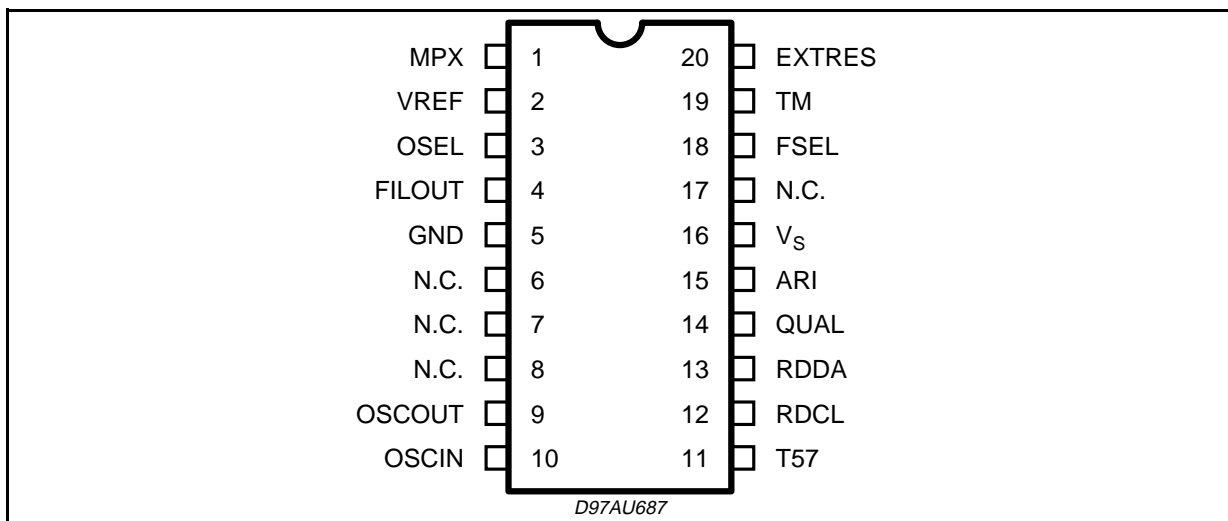 MPX 1 20 EXTRES
VREF 2 19 TM
OSEL 3 18 FSEL
FILOUT 4 17 N.C.
GND 5 16 VS
N.C. 6 15 ARI
N.C. 7 14 QUAL
N.C. 8 13 RDDA
OSCOUT 9 12 RDCL
OSCIN 10 11 T57
D97AU687